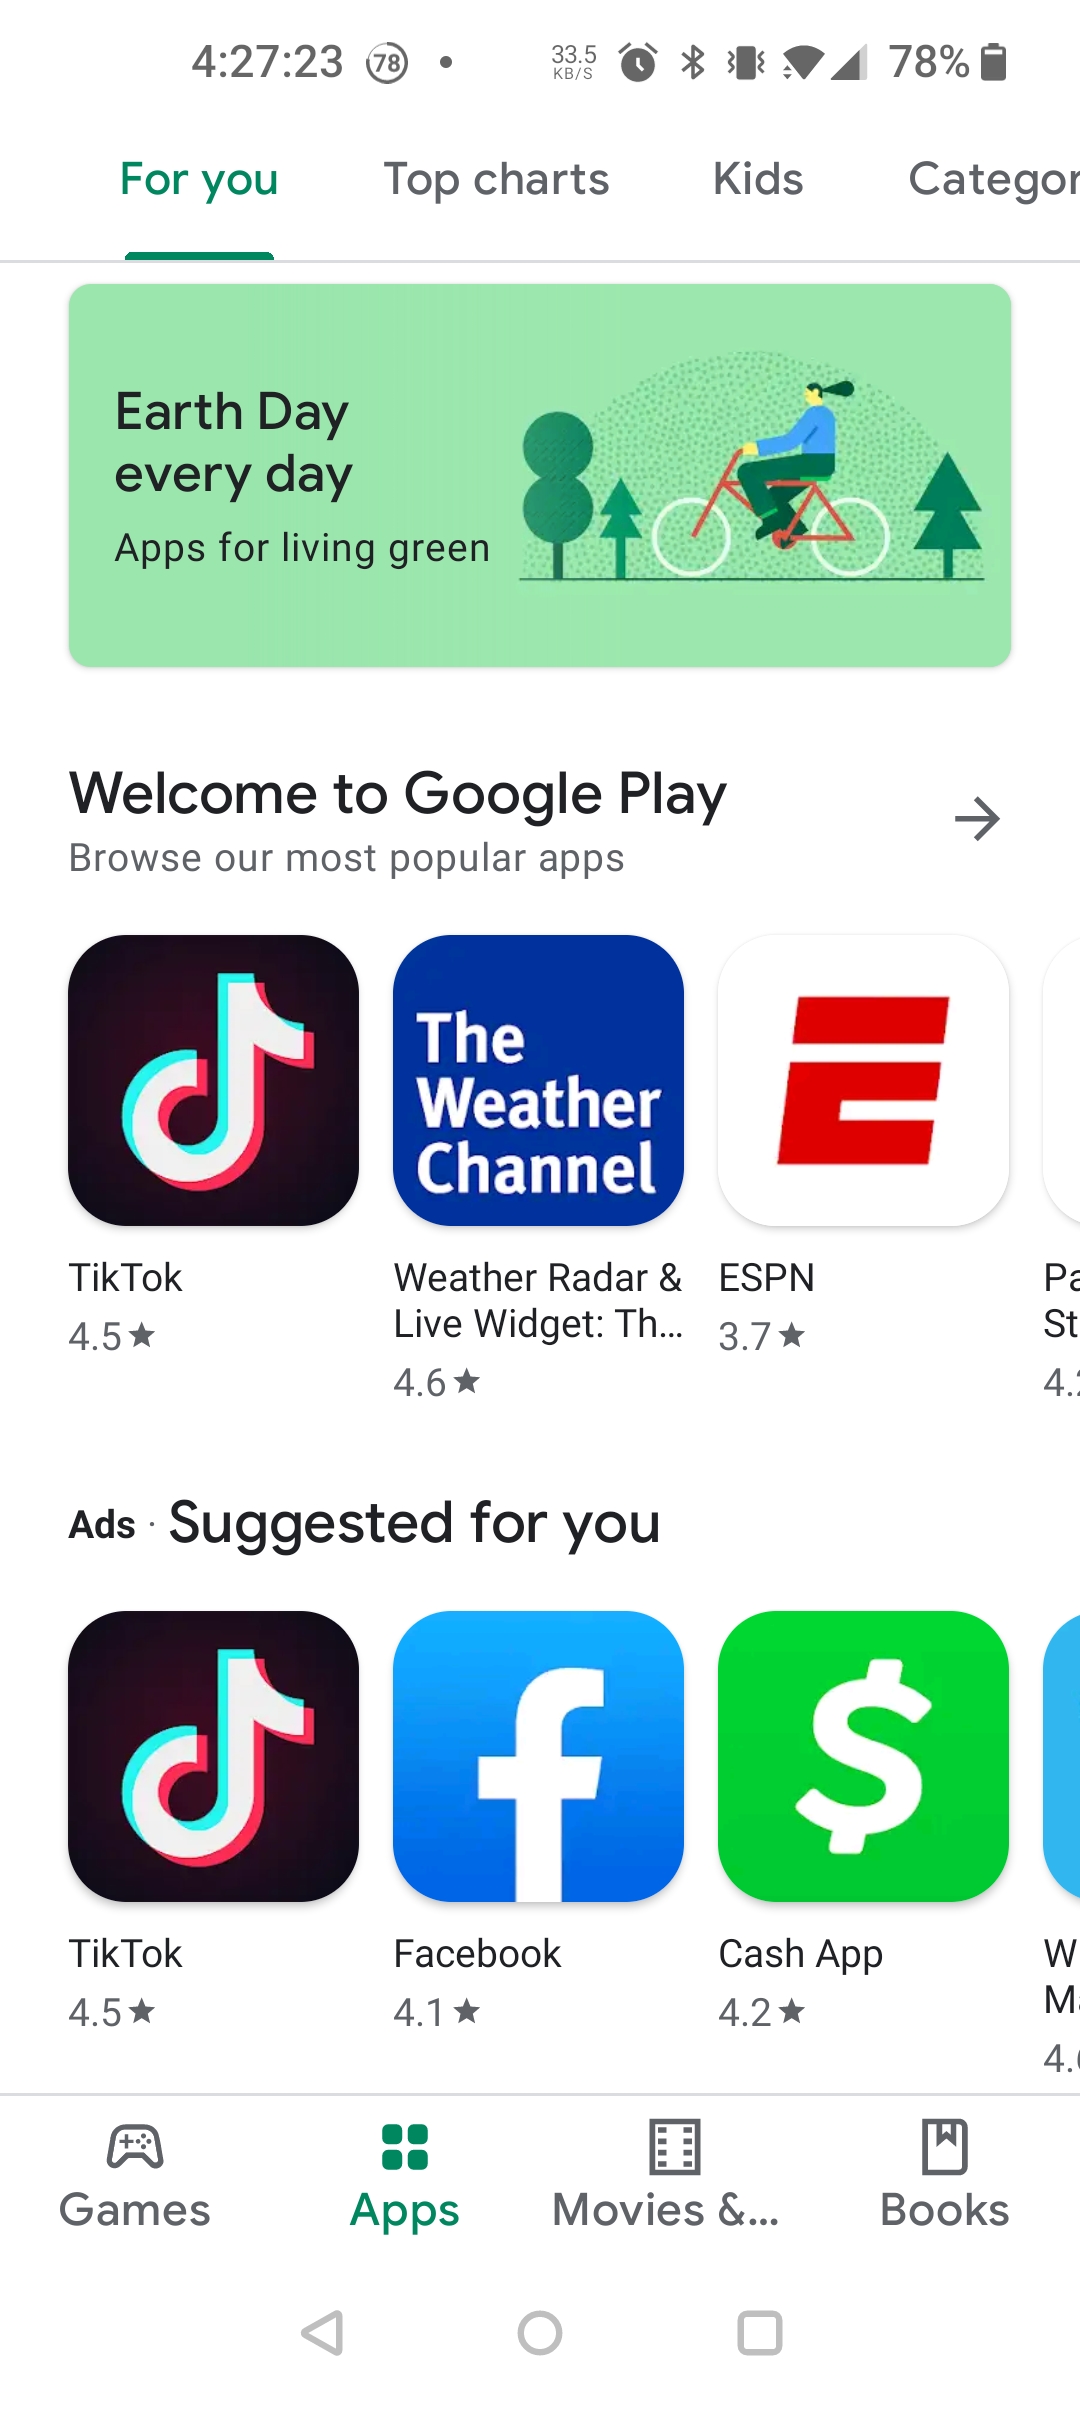 4:27:23 78 33.5 KB/S 78%
For you Top charts Kids Categor
Earth Day
every day
Apps for living green
Welcome to Google Play
Browse our most popular apps
The
Weather
Channel
TikTok
4.5
Weather Radar &
Live Widget: Th...
4.6
ESPN
3.7
Pa
St
4.2
Ads · Suggested for you
TikTok
4.5
Facebook
4.1
Cash App
4.2
W
Ma
4.6
Games Apps Movies &... Books